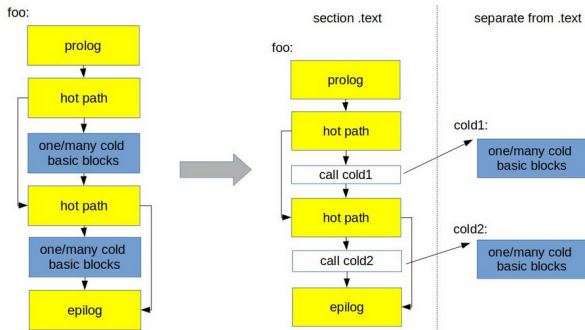 foo:
prolog
hot path
one/many cold
basic blocks
hot path
one/many cold
basic blocks
epilog
section .text
separate from .text
foo:
prolog
hot path
call cold1
hot path
call cold2
epilog
cold1:
one/many cold
basic blocks
cold2:
one/many cold
basic blocks